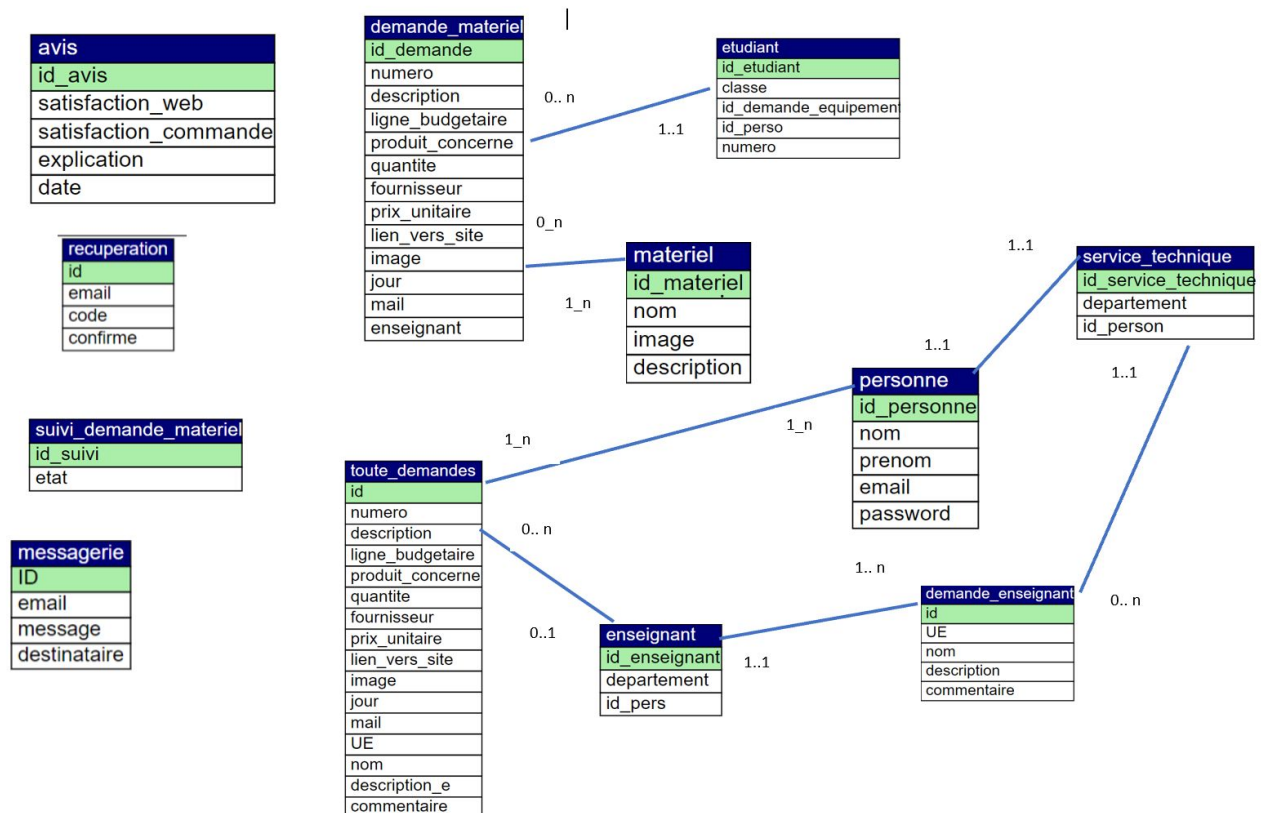 avis
id_avis
satisfaction_web
satisfaction_commande
explication
date
recuperation
id
email
code
confirme
suivi_demande_materiel
id_suivi
etat
messagerie
ID
email
message
destinataire
demande_materiel
id_demande
numero
description
ligne_budgetaire
produit_concerne
quantite
fournisseur
prix_unitaire
lien_vers_site
image
jour
mail
enseignant
0.. n
1..1
etudiant
id_etudiant
classe
id_demande_equipement
id_perso
numero
0_n
1_n
materiel
id_materiel
nom
image
description
1..1
1..1
service_technique
id_service_technique
departement
id_person
personne
id_personne
nom
prenom
email
password
1_n
1_n
toute_demandes
id
numero
description
ligne_budgetaire
produit_concerne
quantite
fournisseur
prix_unitaire
lien_vers_site
image
jour
mail
UE
nom
description_e
commentaire
0.. n
0..1
enseignant
id_enseignant
departement
id_pers
1..1
1.. n
demande_enseignant
id
UE
nom
description
commentaire
1..1
0.. n